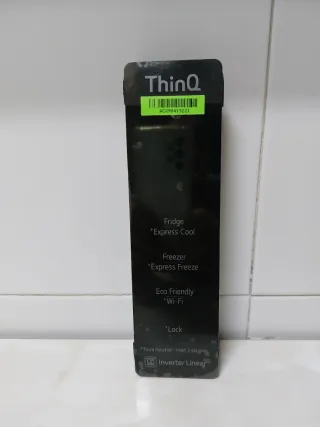 ThinQ
Fridge
*Express Cool
Freezer
*Express Freeze
Eco Friendly
*Wi-Fi
*Lock
Inverter Linear